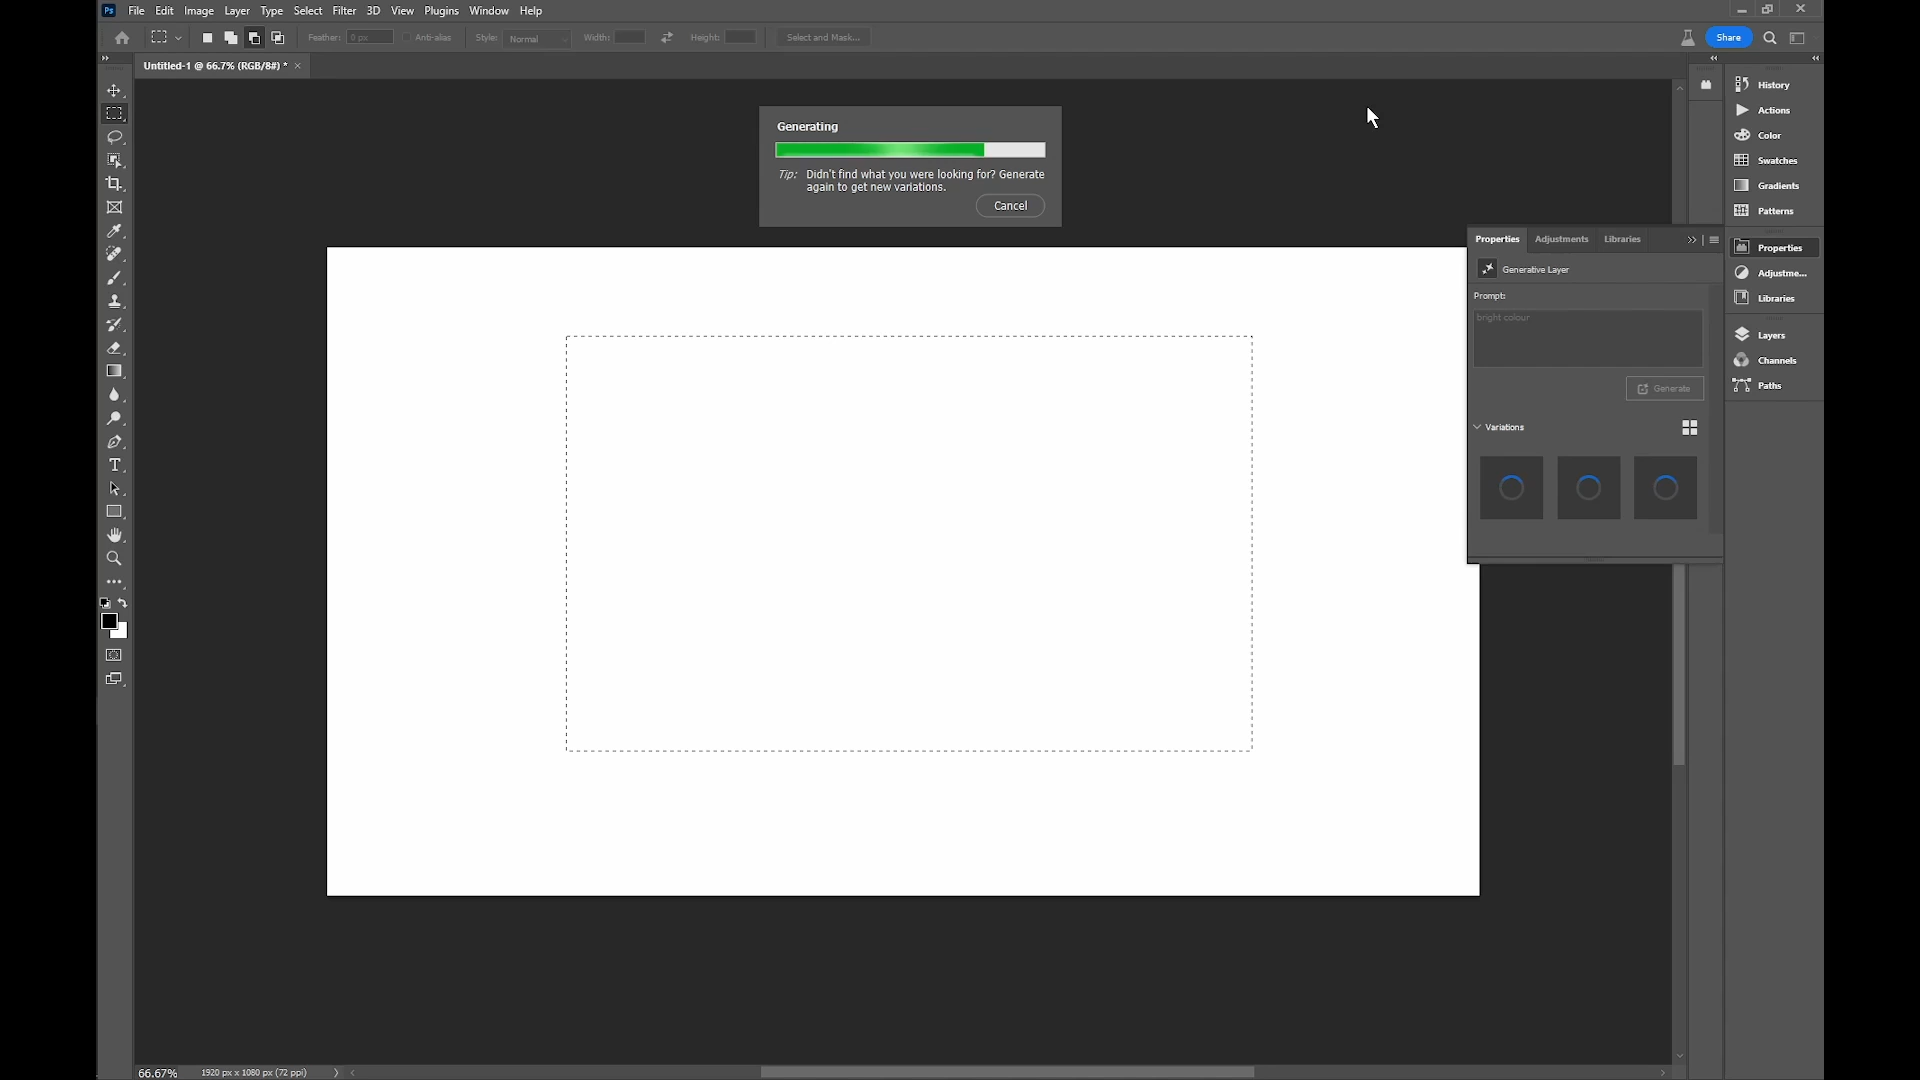 Ps File Edit Image Layer Type Select Filter 3D View Plugins Window Help
Feather: 0 px Anti-alias Style: Normal Width: Height: Select and Mask... Share
Untitled-1 @ 66.7% (RGB/8#) * ×
Generating
Tip: Didn't find what you were looking for? Generate
again to get new variations.
Cancel
Properties Adjustments Libraries
Generative Layer
Prompt:
bright colour
Generate
Variations
History
Actions
Color
Swatches
Gradients
Patterns
Properties
Adjustme...
Libraries
Layers
Channels
Paths
66.67% 1920 px x 1080 px (72 ppi)